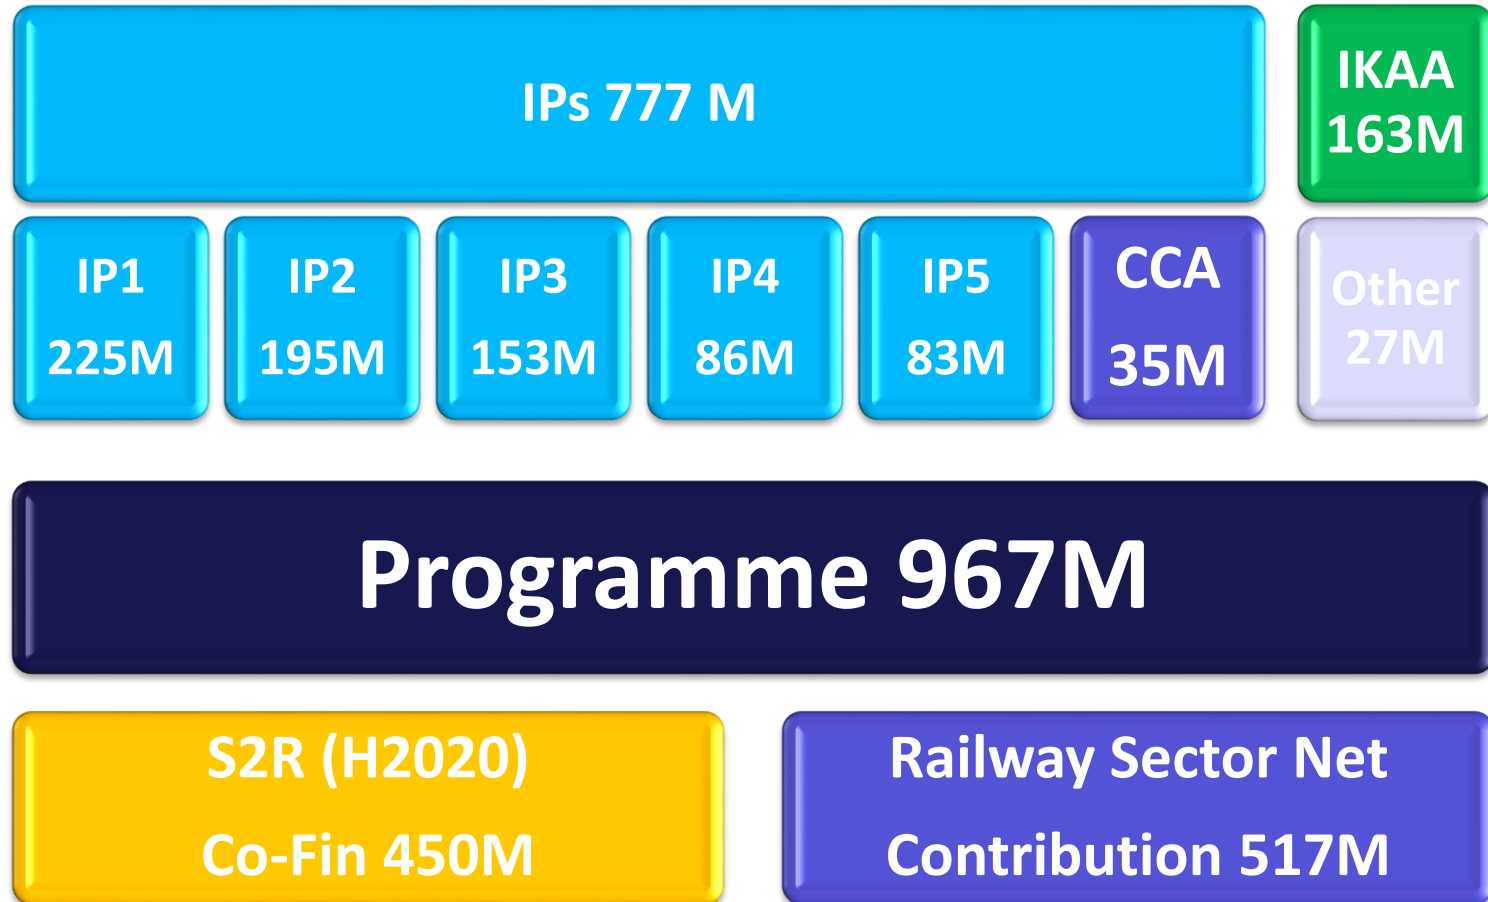 IPs 777 M
IKAA
163M
IP1
225M
IP2
195M
IP3
153M
IP4
86M
IP5
83M
CCA
35M
Other
27M
Programme 967M
S2R (H2020)
Co-Fin 450M
Railway Sector Net
Contribution 517M